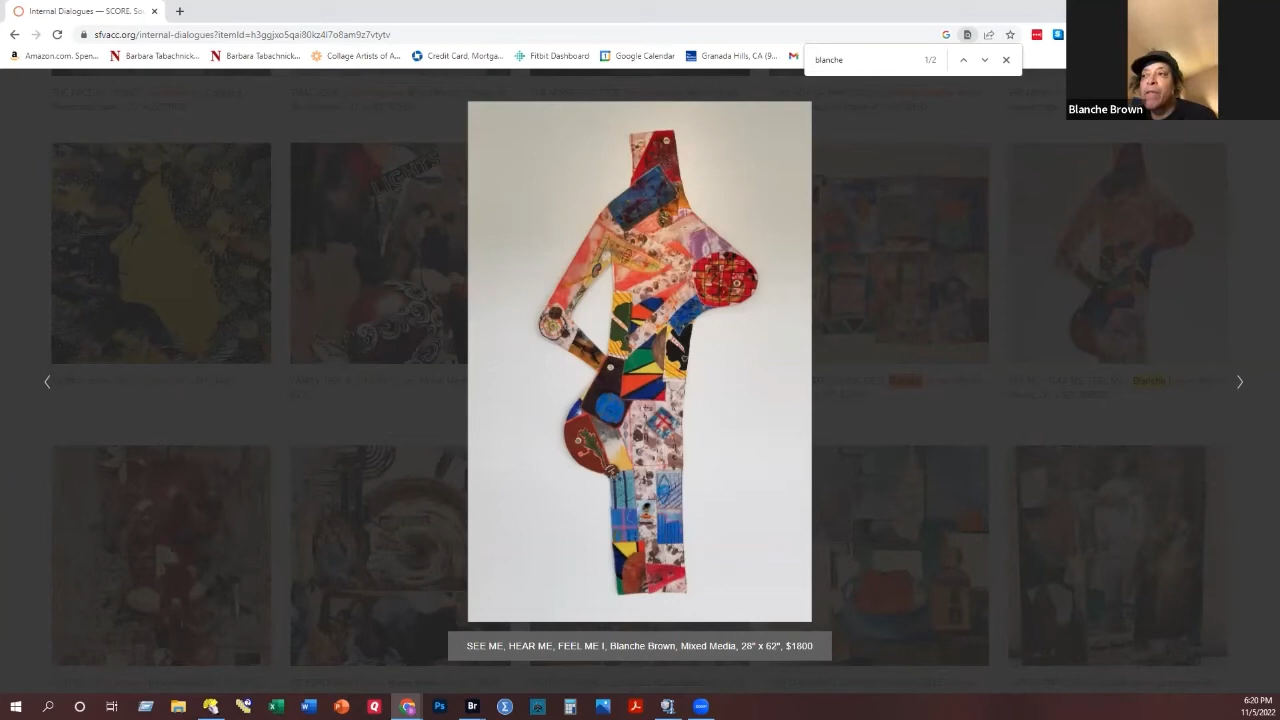 Internal Dialogues — SCORE, Sou
sfvacc.org/internal-dialogues?itemId=h3ggjxo5qai80kz4l7o8am9z7vtytv
Amazon.com. Spen...
Barbara Tabachnick...
Barbara Tabachnick...
Collage Artists of A...
Credit Card, Mortga...
Fitbit Dashboard
Google Calendar
Granada Hills, CA (9...
blanche
1/2
Blanche Brown
SEE ME, HEAR ME, FEEL ME I, Blanche Brown, Mixed Media, 28" x 62", $1800
6:20 PM
11/5/2022